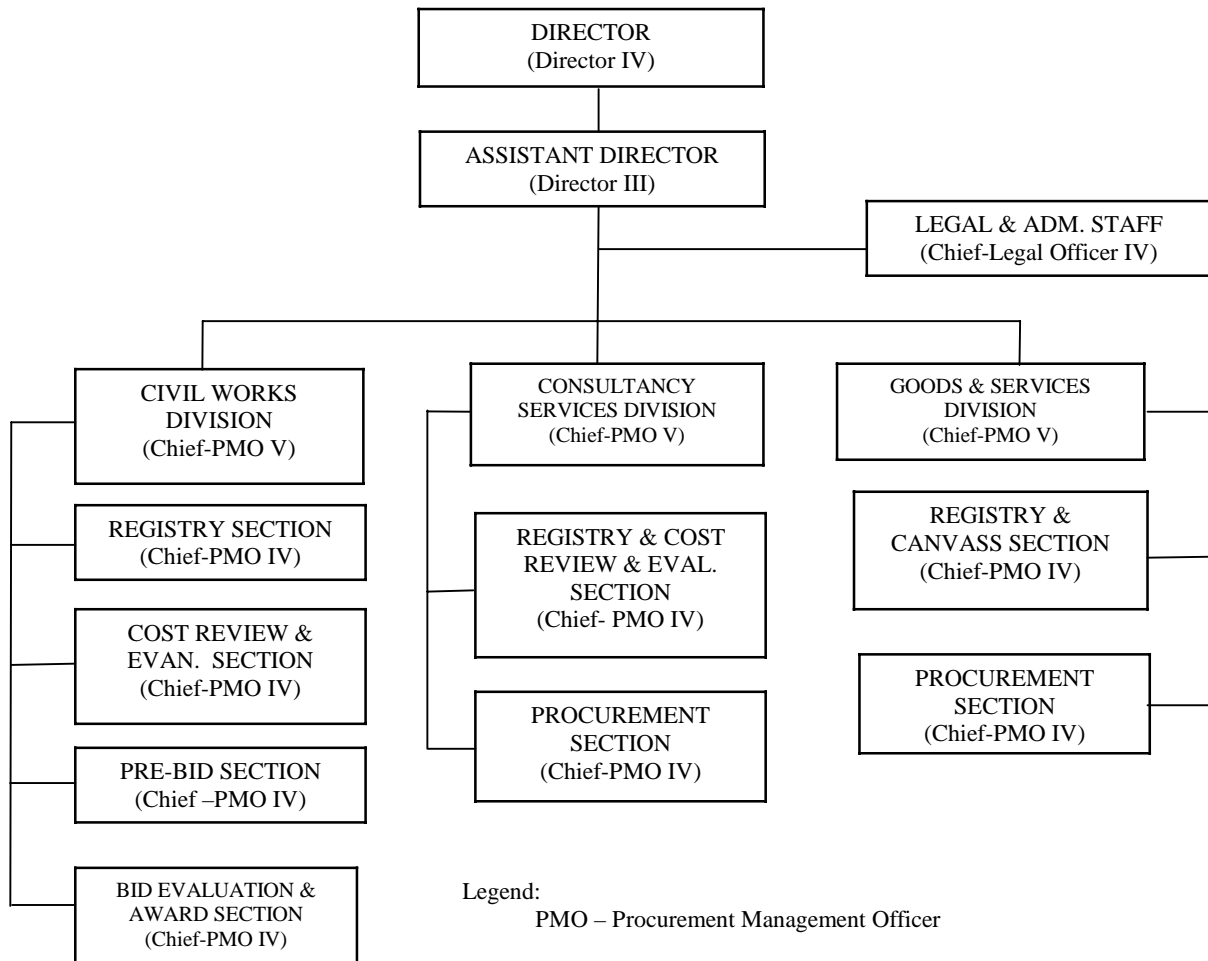 DIRECTOR
(Director IV)
ASSISTANT DIRECTOR
(Director III)
LEGAL & ADM. STAFF
(Chief-Legal Officer IV)
CIVIL WORKS
DIVISION
(Chief-PMO V)
REGISTRY SECTION
(Chief-PMO IV)
COST REVIEW &
EVAN. SECTION
(Chief-PMO IV)
PRE-BID SECTION
(Chief –PMO IV)
BID EVALUATION &
AWARD SECTION
(Chief-PMO IV)
CONSULTANCY
SERVICES DIVISION
(Chief-PMO V)
REGISTRY & COST
REVIEW & EVAL.
SECTION
(Chief- PMO IV)
PROCUREMENT
SECTION
(Chief-PMO IV)
GOODS & SERVICES
DIVISION
(Chief-PMO V)
REGISTRY &
CANVASS SECTION
(Chief-PMO IV)
PROCUREMENT
SECTION
(Chief-PMO IV)
Legend:
PMO – Procurement Management Officer